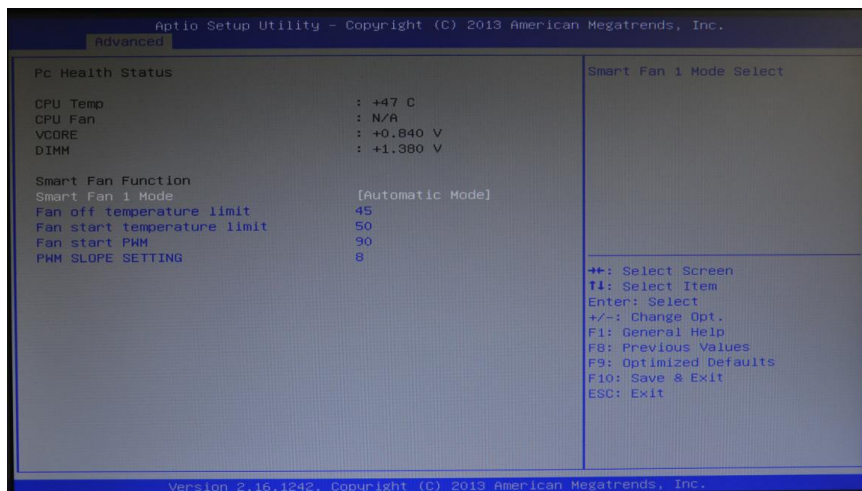 Aptio Setup Utility - Copyright (C) 2013 American Megatrends, Inc.
Advanced
Pc Health Status
CPU Temp : +47 C
CPU Fan : N/A
VCORE : +0.840 V
DIMM : +1.380 V
Smart Fan Function
Smart Fan 1 Mode [Automatic Mode]
Fan off temperature limit 45
Fan start temperature limit 50
Fan start PWM 90
PWM SLOPE SETTING 8
Smart Fan 1 Mode Select
→←: Select Screen
↑↓: Select Item
Enter: Select
+/-: Change Opt.
F1: General Help
F8: Previous Values
F9: Optimized Defaults
F10: Save & Exit
ESC: Exit
Version 2.16.1242. Copyright (C) 2013 American Megatrends, Inc.